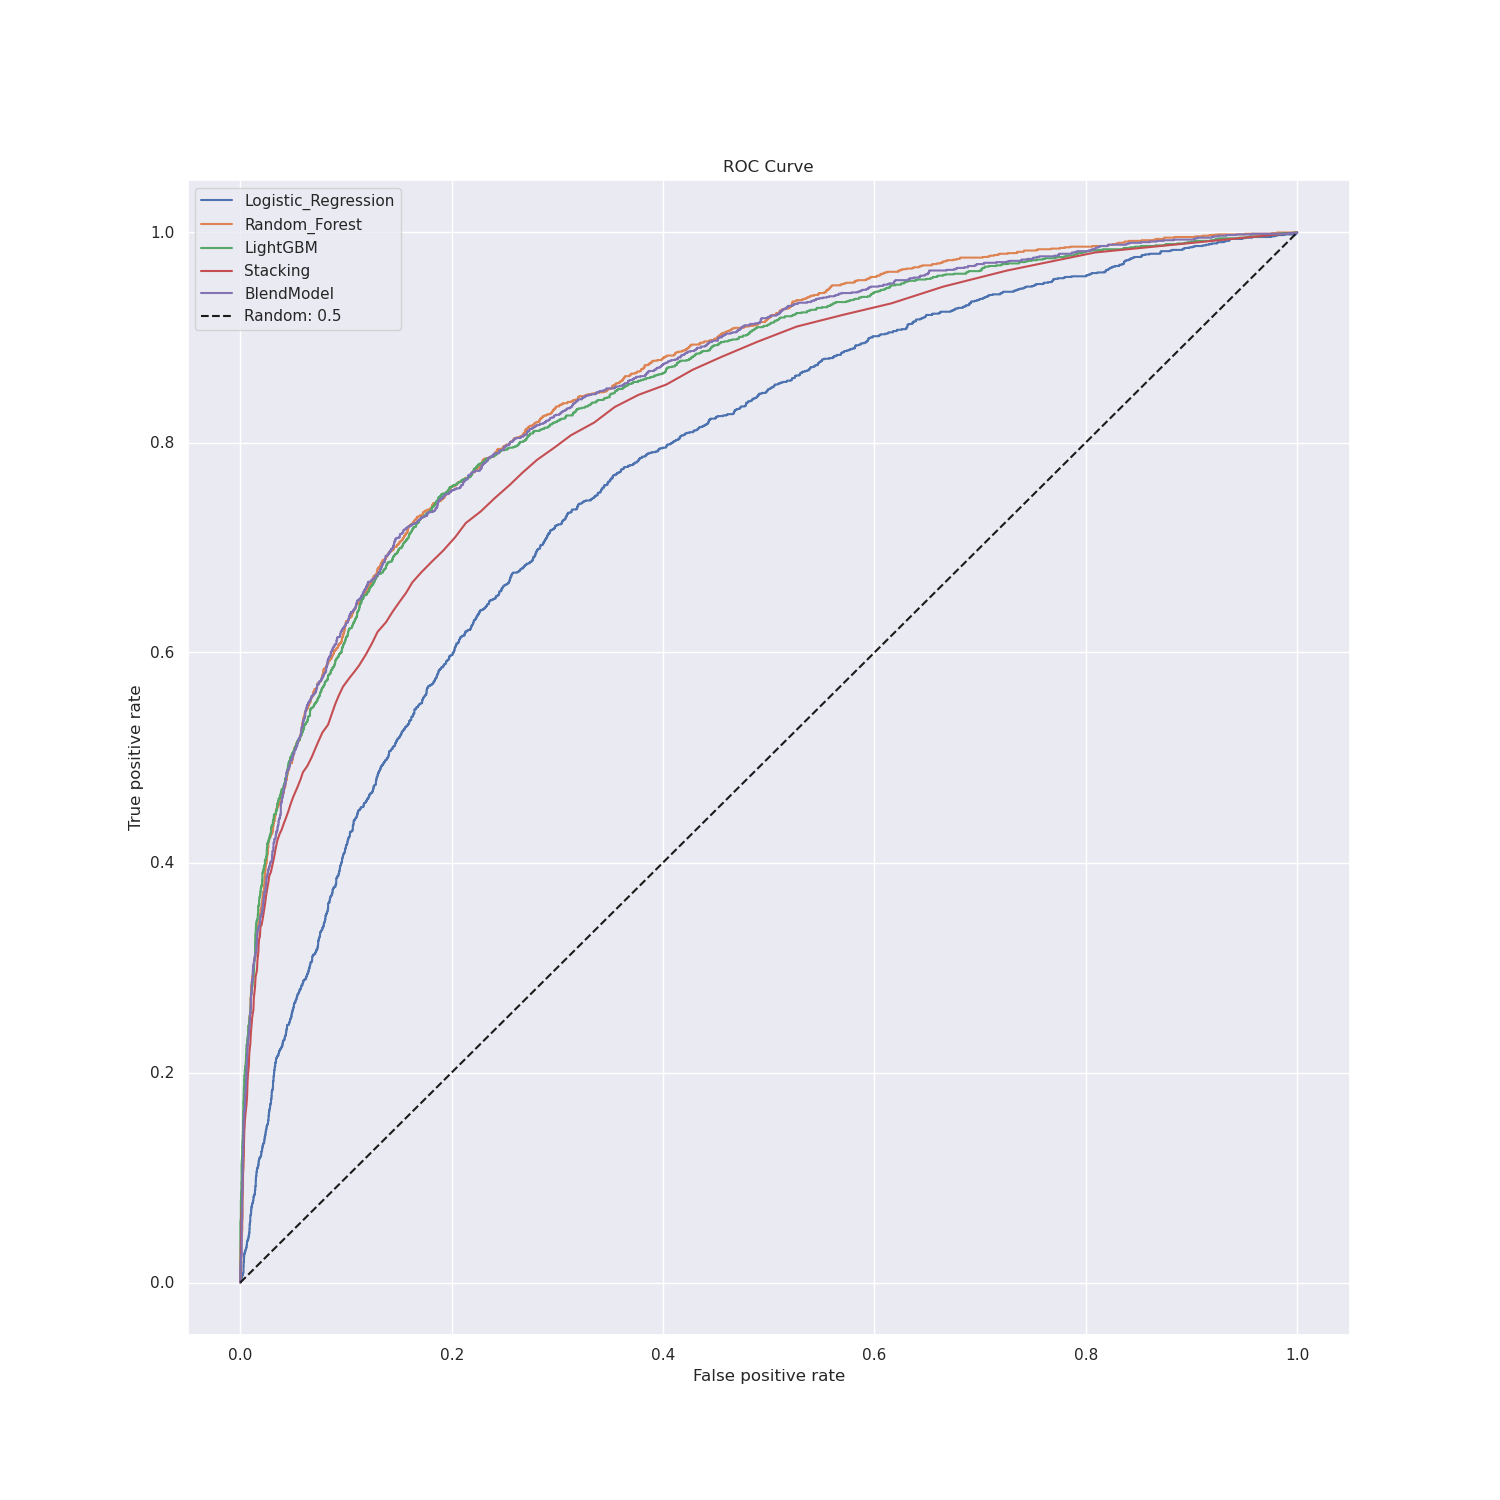 ROC Curve
Logistic_Regression
Random_Forest
LightGBM
Stacking
BlendModel
Random: 0.5
1.0
0.8
0.6
0.4
0.2
0.0
True positive rate
0.0 0.2 0.4 0.6 0.8 1.0
False positive rate